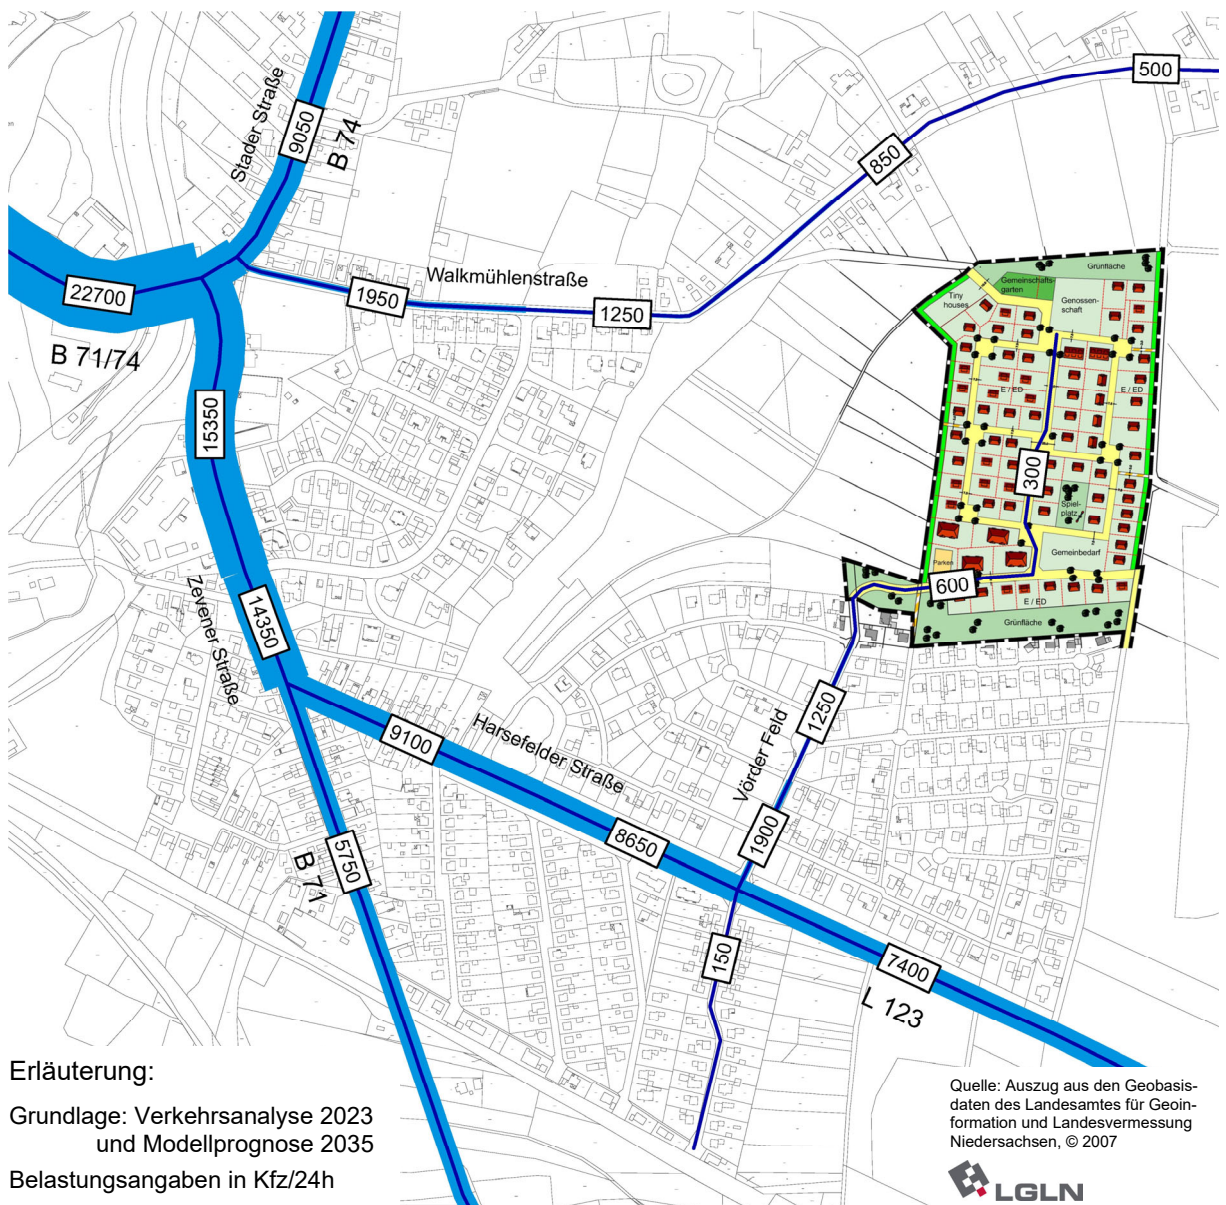 500
Stader Straße
9050
B 74
850
Walkmühlenstraße
22700
1950
1250
B 71/74
Grünfläche
Gemeinschafts-
garten
Tiny
houses
Genossen-
schaft
E / ED
E / ED
15350
300
Spiel-
platz
Gemeinbedarf
Parken
600
E / ED
Grünfläche
14350
Zevener Straße
1250
9100
Harsefelder Straße
Vörder Feld
8650
1900
5750
B 71
150
7400
L 123
Erläuterung:
Grundlage: Verkehrsanalyse 2023
und Modellprognose 2035
Belastungsangaben in Kfz/24h
Quelle: Auszug aus den Geobasis-
daten des Landesamtes für Geoin-
formation und Landesvermessung
Niedersachsen, © 2007
LGLN